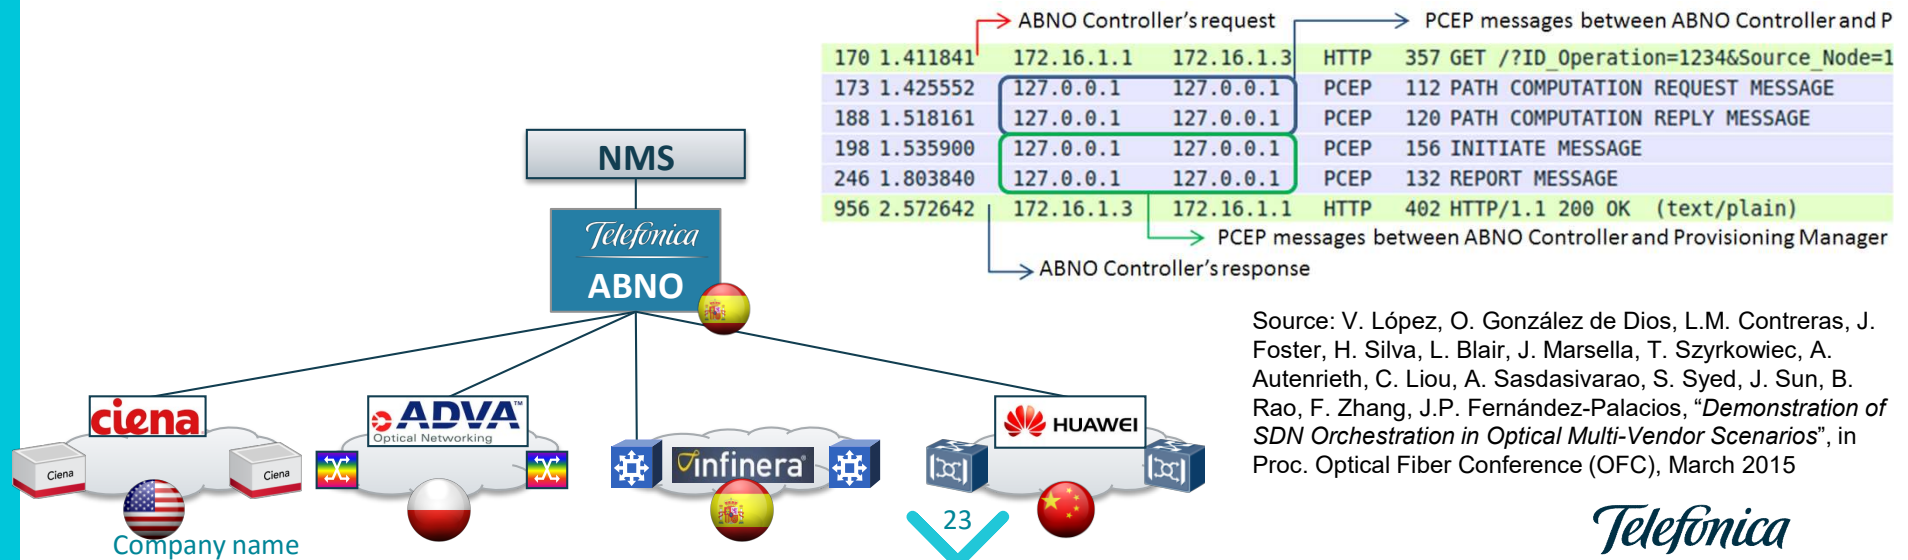 ABNO Controller's request
PCEP messages between ABNO Controller and P
170 1.411841 172.16.1.1 172.16.1.3 HTTP 357 GET /?ID_Operation=1234&Source_Node=1
173 1.425552 127.0.0.1 127.0.0.1 PCEP 112 PATH COMPUTATION REQUEST MESSAGE
188 1.518161 127.0.0.1 127.0.0.1 PCEP 120 PATH COMPUTATION REPLY MESSAGE
198 1.535900 127.0.0.1 127.0.0.1 PCEP 156 INITIATE MESSAGE
246 1.803840 127.0.0.1 127.0.0.1 PCEP 132 REPORT MESSAGE
956 2.572642 172.16.1.3 172.16.1.1 HTTP 402 HTTP/1.1 200 OK (text/plain)
PCEP messages between ABNO Controller and Provisioning Manager
ABNO Controller's response
NMS
Telefónica
ABNO
ciena
Ciena
Ciena
ADVA™
Optical Networking
infinera
HUAWEI
Source: V. López, O. González de Dios, L.M. Contreras, J.
Foster, H. Silva, L. Blair, J. Marsella, T. Szyrkowiec, A.
Autenrieth, C. Liou, A. Sasdasivarao, S. Syed, J. Sun, B.
Rao, F. Zhang, J.P. Fernández-Palacios, “Demonstration of
SDN Orchestration in Optical Multi-Vendor Scenarios”, in
Proc. Optical Fiber Conference (OFC), March 2015
Company name
23
Telefónica